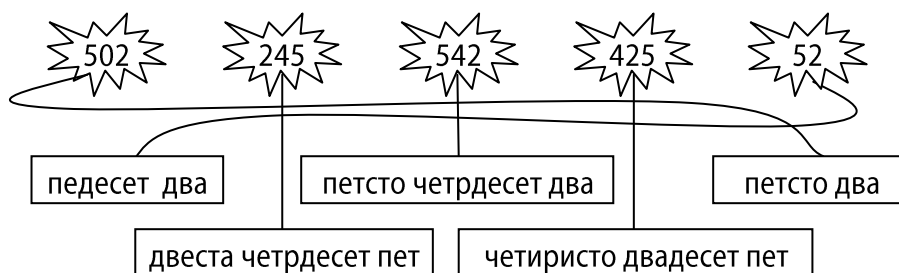 502 245 542 425 52
педесет два петсто четрдесет два петсто два
двеста четрдесет пет четиристо двадесет пет